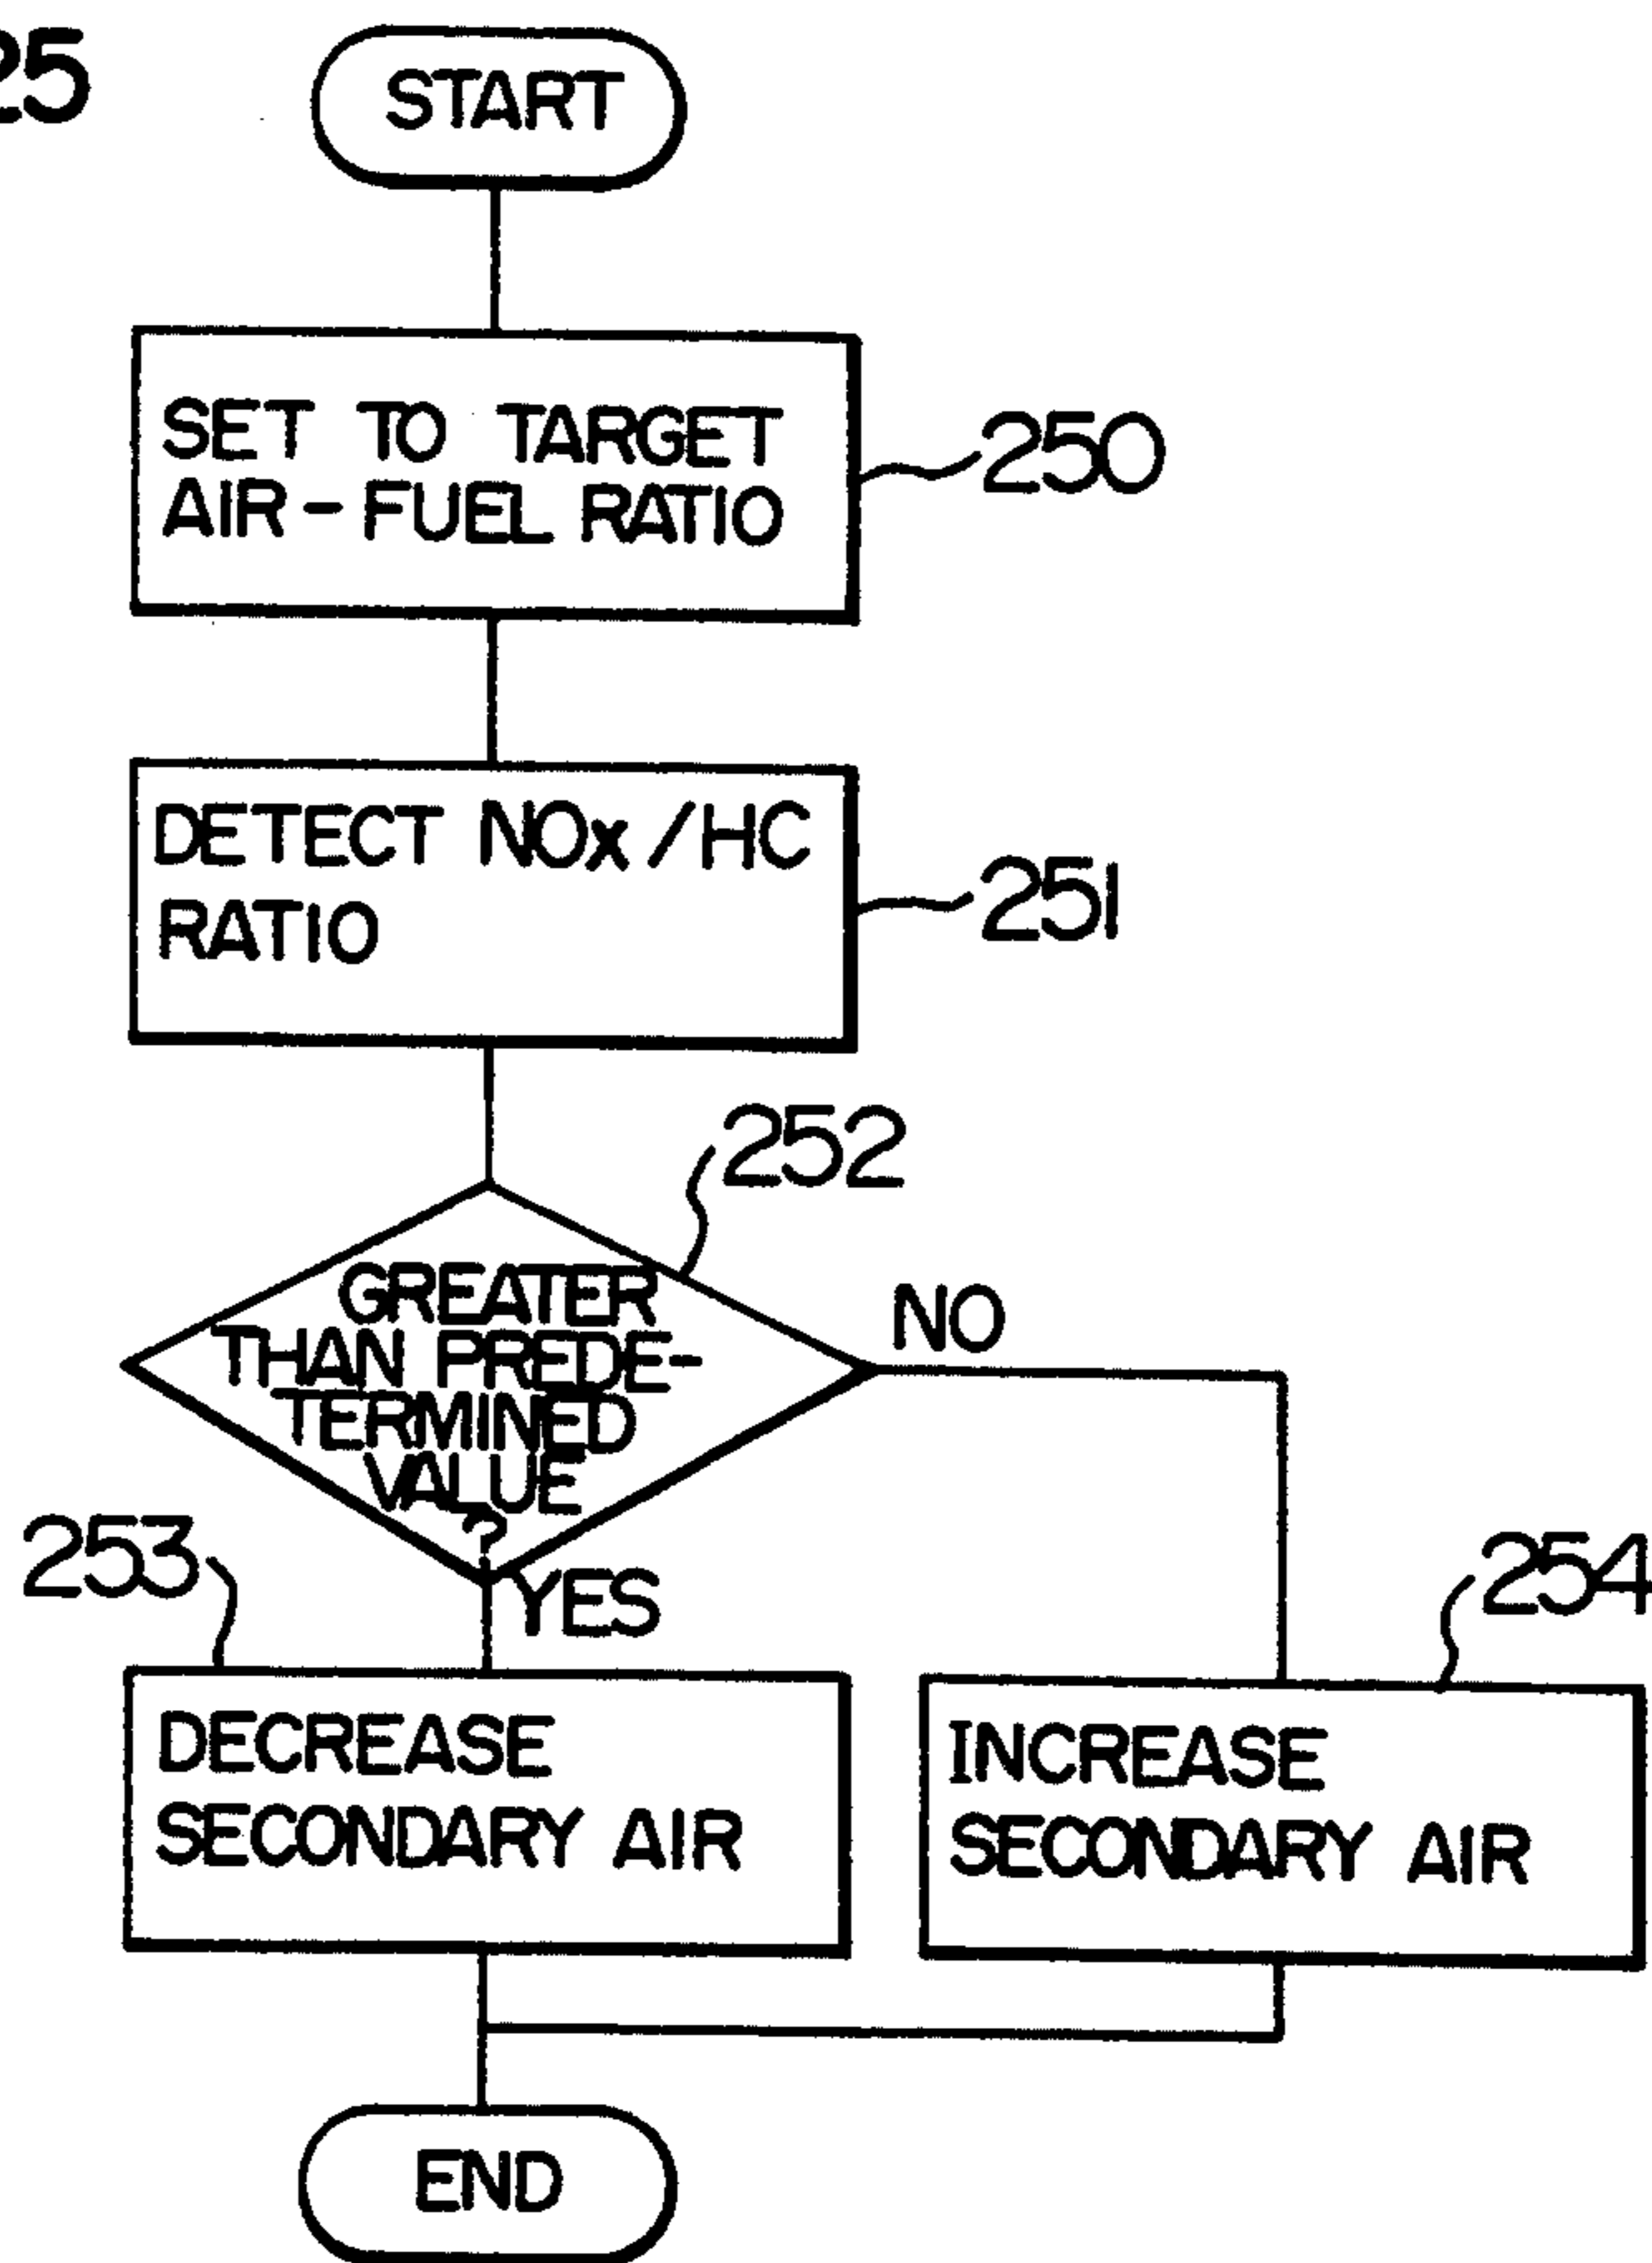 25
START
SET TO TARGET
AIR-FUEL RATIO
250
DETECT NOx/HC
RATIO
251
252
GREATER
THAN PREDE-
TERMINED
VALUE
?
NO
YES
253
DECREASE
SECONDARY AIR
254
INCREASE
SECONDARY AIR
END